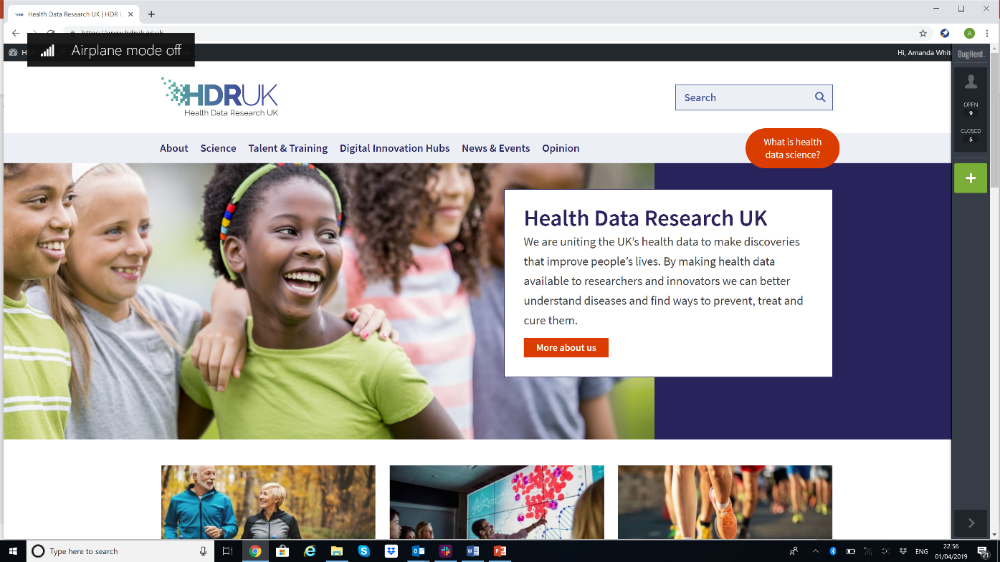 Health Data Research UK | HDR U
https://www.hdruk.ac.uk
Airplane mode off
Hi, Amanda Whit
BugHerd.
HDRUK
Health Data Research UK
Search
OPEN
9
CLOSED
5
About Science Talent & Training Digital Innovation Hubs News & Events Opinion
What is health
data science?
Health Data Research UK
We are uniting the UK’s health data to make discoveries
that improve people’s lives. By making health data
available to researchers and innovators we can better
understand diseases and find ways to prevent, treat and
cure them.
More about us
Type here to search
ENG
22:56
01/04/2019
21